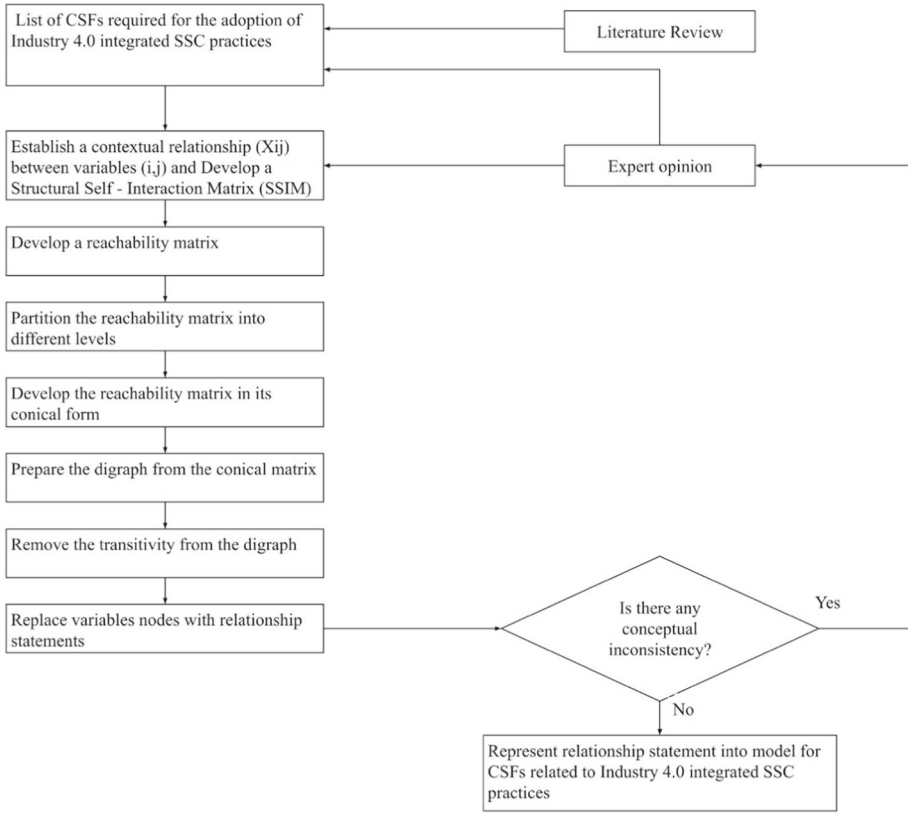 List of CSFs required for the adoption of
Industry 4.0 integrated SSC practices
Literature Review
Establish a contextual relationship (Xij)
between variables (i,j) and Develop a
Structural Self - Interaction Matrix (SSIM)
Expert opinion
Develop a reachability matrix
Partition the reachability matrix into
different levels
Develop the reachability matrix in its
conical form
Prepare the digraph from the conical matrix
Remove the transitivity from the digraph
Replace variables nodes with relationship
statements
Is there any
conceptual
inconsistency?
Yes
No
Represent relationship statement into model for
CSFs related to Industry 4.0 integrated SSC
practices